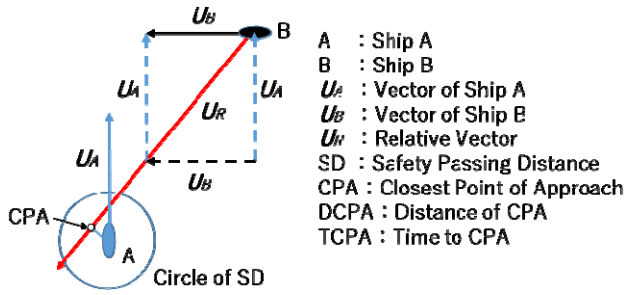 U_B
B
U_A
U_R
U_A
U_A
U_B
CPA
A
Circle of SD
A : Ship A
B : Ship B
U_A : Vector of Ship A
U_B : Vector of Ship B
U_R : Relative Vector
SD : Safety Passing Distance
CPA : Closest Point of Approach
DCPA : Distance of CPA
TCPA : Time to CPA